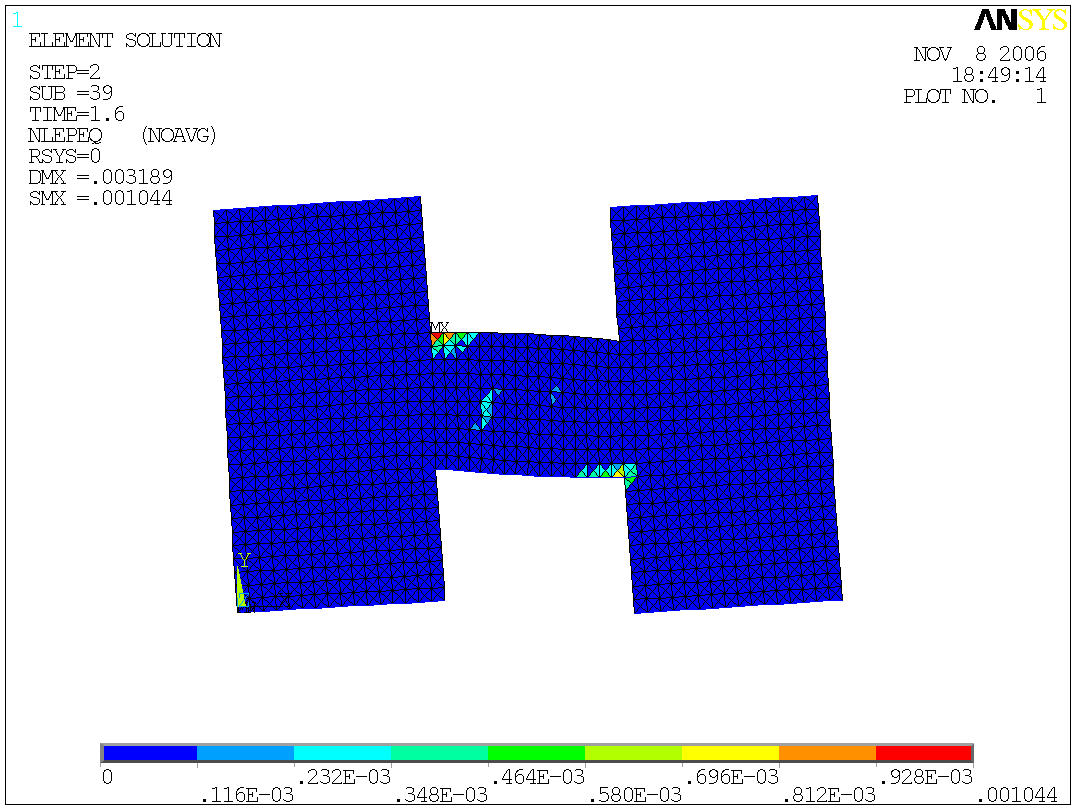 1
ANSYS
ELEMENT SOLUTION
NOV 8 2006
18:49:14
PLOT NO. 1
STEP=2
SUB =39
TIME=1.6
NLEPEQ (NOAVG)
RSYS=0
DMX =.003189
SMX =.001044
MX
Y
0 .232E-03 .464E-03 .696E-03 .928E-03
.116E-03 .348E-03 .580E-03 .812E-03 .001044